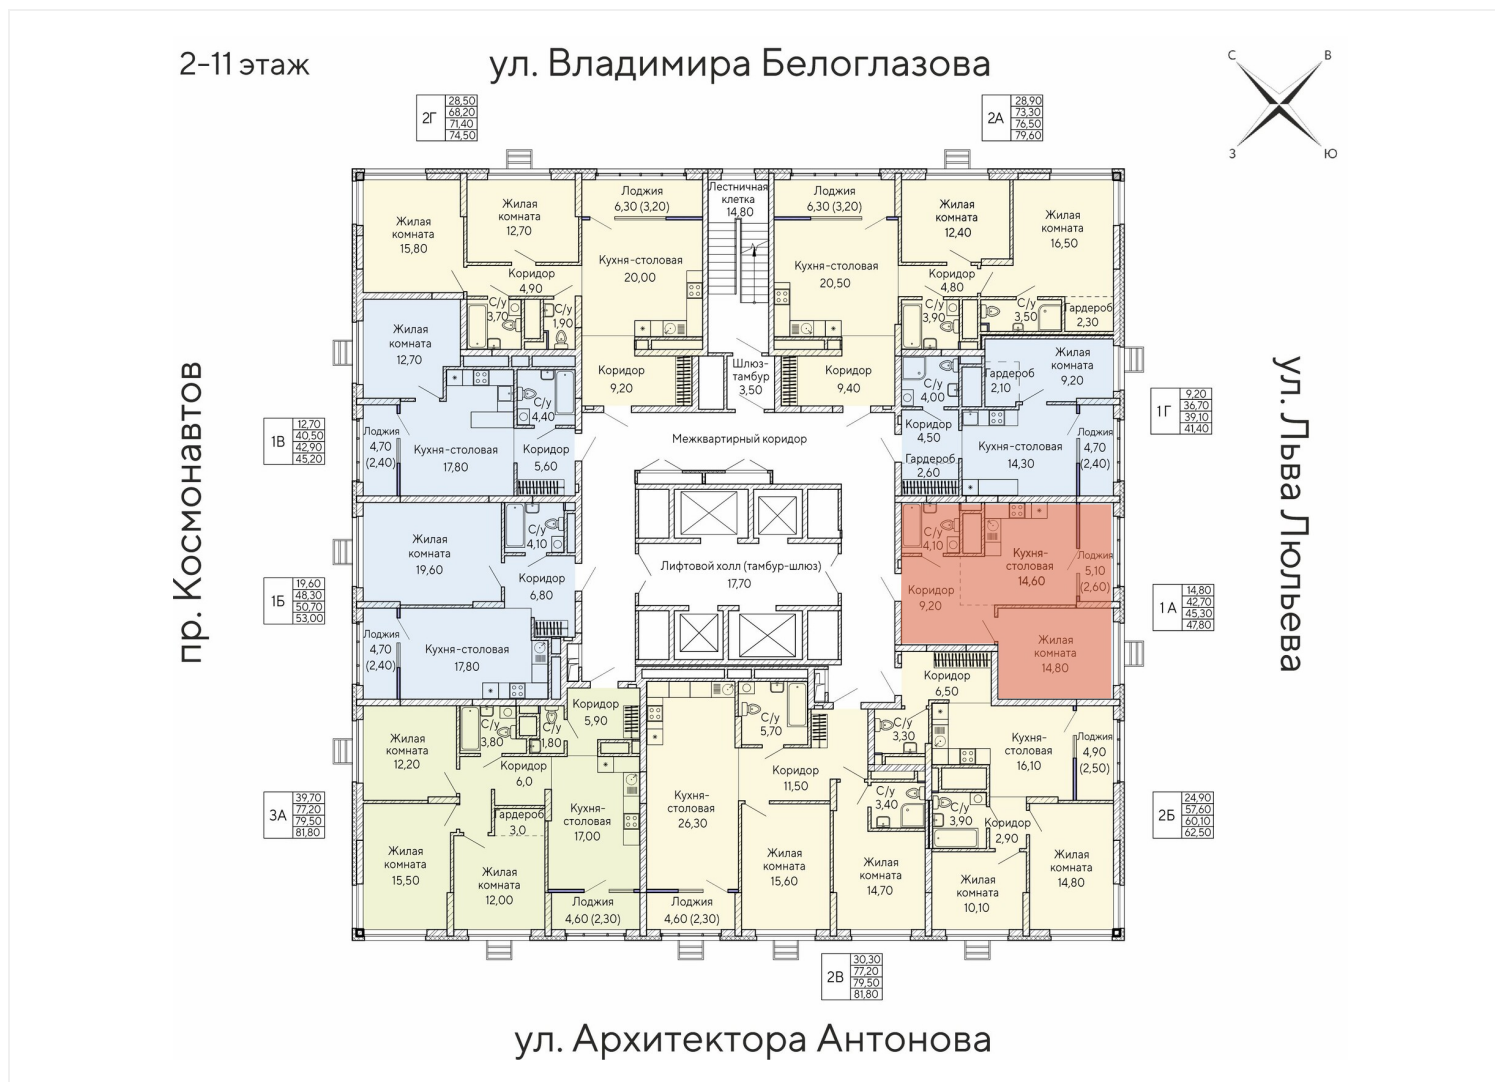 2-11 этаж
ул. Владимира Белоглазова
С
В
З
Ю
2Г
28,50
68,20
71,40
74,50
2А
28,90
73,30
76,50
79,60
Жилая
комната
15,80
Жилая
комната
12,70
Лоджия
6,30 (3,20)
Кухня-столовая
20,00
Коридор
4,90
С/у
3,70
С/у
1,90
Коридор
9,20
Лестничная
клетка
14,80
Шлюз-
тамбур
3,50
Лоджия
6,30 (3,20)
Кухня-столовая
20,50
Жилая
комната
12,40
Жилая
комната
16,50
Коридор
4,80
С/у
3,90
С/у
3,50
Гардероб
2,30
Коридор
9,40
Жилая
комната
12,70
С/у
4,40
Лоджия
4,70
(2,40)
Кухня-столовая
17,80
Коридор
5,60
1В
12,70
40,50
42,90
45,20
Межквартирный коридор
Жилая
комната
9,20
Гардероб
2,10
С/у
4,00
Коридор
4,50
Гардероб
2,60
Кухня-столовая
14,30
Лоджия
4,70
(2,40)
1Г
9,20
36,70
39,10
41,40
пр. Космонавтов
ул. Льва Люльева
Жилая
комната
19,60
С/у
4,10
Коридор
6,80
Лоджия
4,70
(2,40)
Кухня-столовая
17,80
1Б
19,60
48,30
50,70
53,00
Лифтовой холл (тамбур-шлюз)
17,70
С/у
4,10
Кухня-
столовая
14,60
Лоджия
5,10
(2,60)
Коридор
9,20
Жилая
комната
14,80
1А
14,80
42,70
45,30
47,80
Жилая
комната
12,20
С/у
3,80
С/у
1,80
Коридор
5,90
Коридор
6,0
Гардероб
3,0
Кухня-
столовая
17,00
Жилая
комната
15,50
Жилая
комната
12,00
Лоджия
4,60 (2,30)
3А
39,70
77,20
79,50
81,80
С/у
5,70
Коридор
11,50
Кухня-
столовая
26,30
Жилая
комната
15,60
С/у
3,40
Жилая
комната
14,70
Лоджия
4,60 (2,30)
Коридор
6,50
С/у
3,30
Кухня-
столовая
16,10
Лоджия
4,90
(2,50)
С/у
3,90
Коридор
2,90
Жилая
комната
10,10
Жилая
комната
14,80
2Б
24,90
57,60
60,10
62,50
2В
30,30
77,20
79,50
81,80
ул. Архитектора Антонова